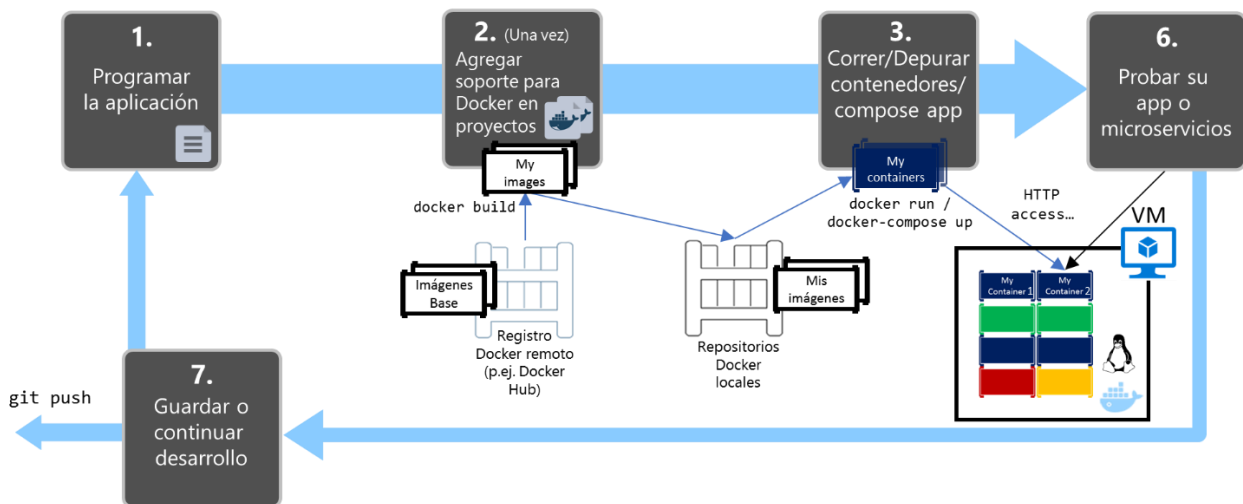 1.
Programar
la aplicación
2. (Una vez)
Agregar
soporte para
Docker en
proyectos
My
images
3.
Correr/Depurar
contenedores/
compose app
My
containers
6.
Probar su
app o
microservicios
docker build
docker run /
docker-compose up
HTTP
access…
VM
Imágenes
Base
Registro
Docker remoto
(p.ej. Docker
Hub)
Mis
imágenes
Repositorios
Docker
locales
My
Container 1
My
Container 2
7.
Guardar o
continuar
desarrollo
git push